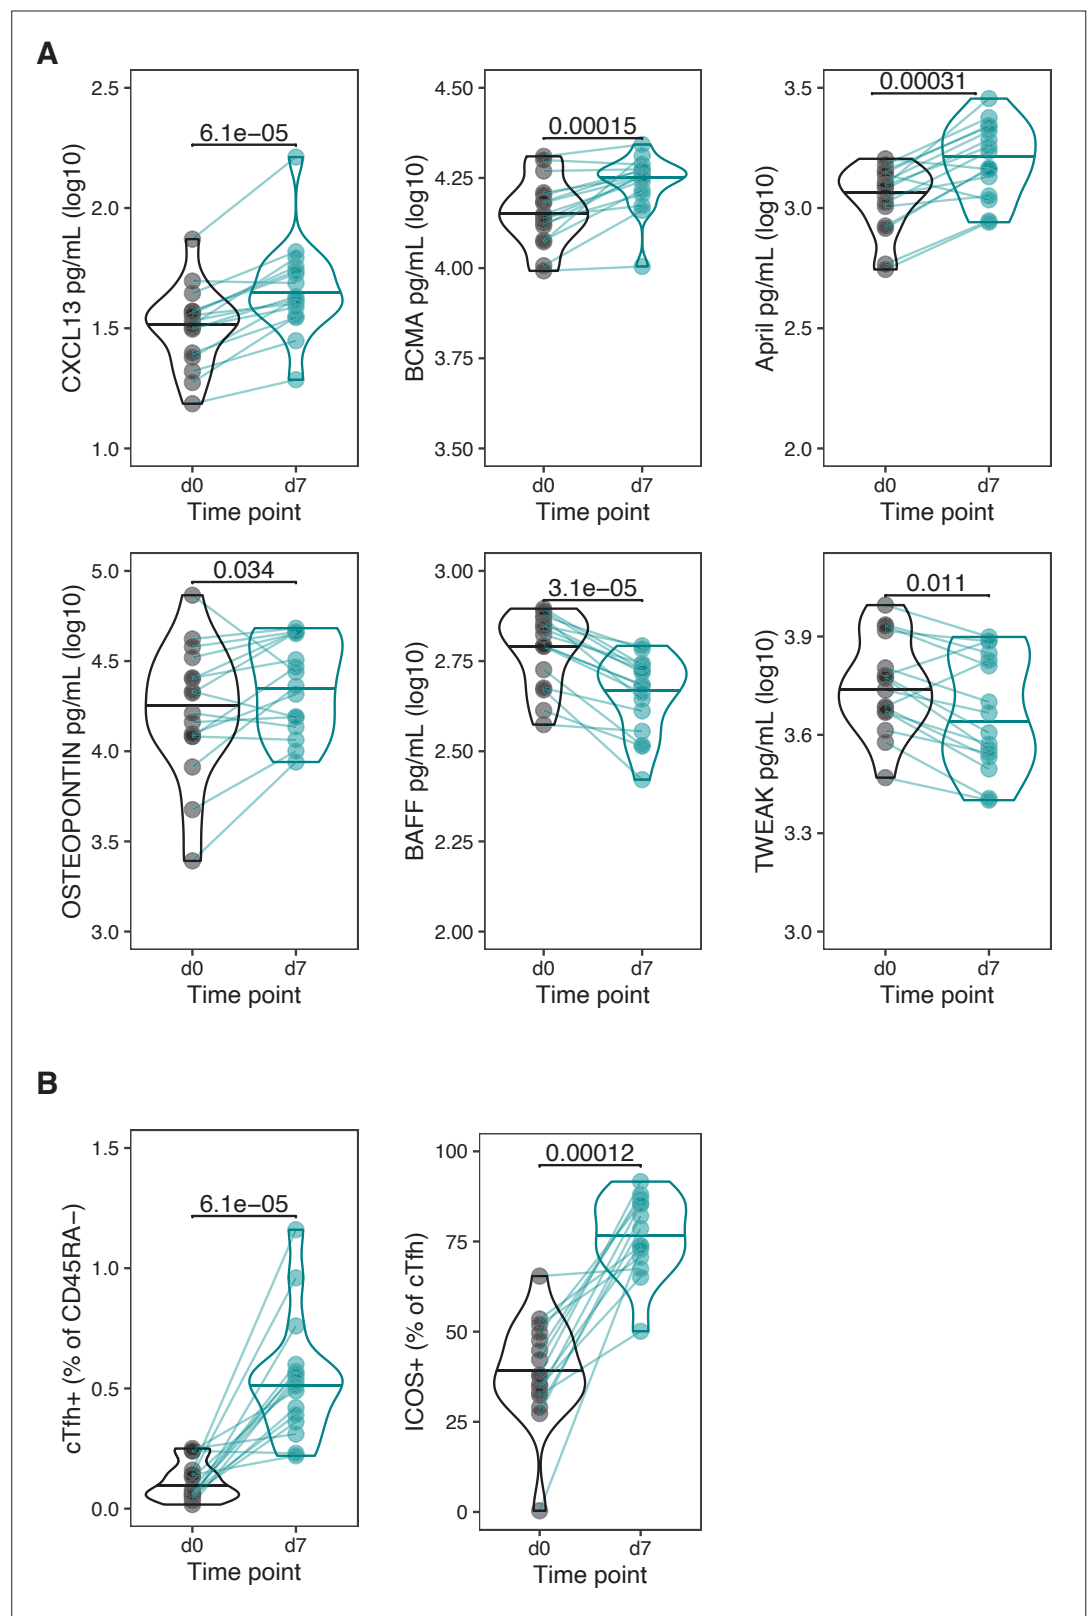 A
CXCL13 pg/mL (log10)
2.5
2.0
1.5
1.0
6.1e−05
d0 d7
Time point
BCMA pg/mL (log10)
4.50
4.25
4.00
3.75
3.50
0.00015
d0 d7
Time point
April pg/mL (log10)
3.5
3.0
2.5
2.0
0.00031
d0 d7
Time point
OSTEOPONTIN pg/mL (log10)
5.0
4.5
4.0
3.5
3.0
0.034
d0 d7
Time point
BAFF pg/mL (log10)
3.00
2.75
2.50
2.25
2.00
3.1e−05
d0 d7
Time point
TWEAK pg/mL (log10)
3.9
3.6
3.3
3.0
0.011
d0 d7
Time point
B
cTfh+ (% of CD45RA−)
1.5
1.0
0.5
0.0
6.1e−05
d0 d7
Time point
ICOS+ (% of cTfh)
100
75
50
25
0
0.00012
d0 d7
Time point